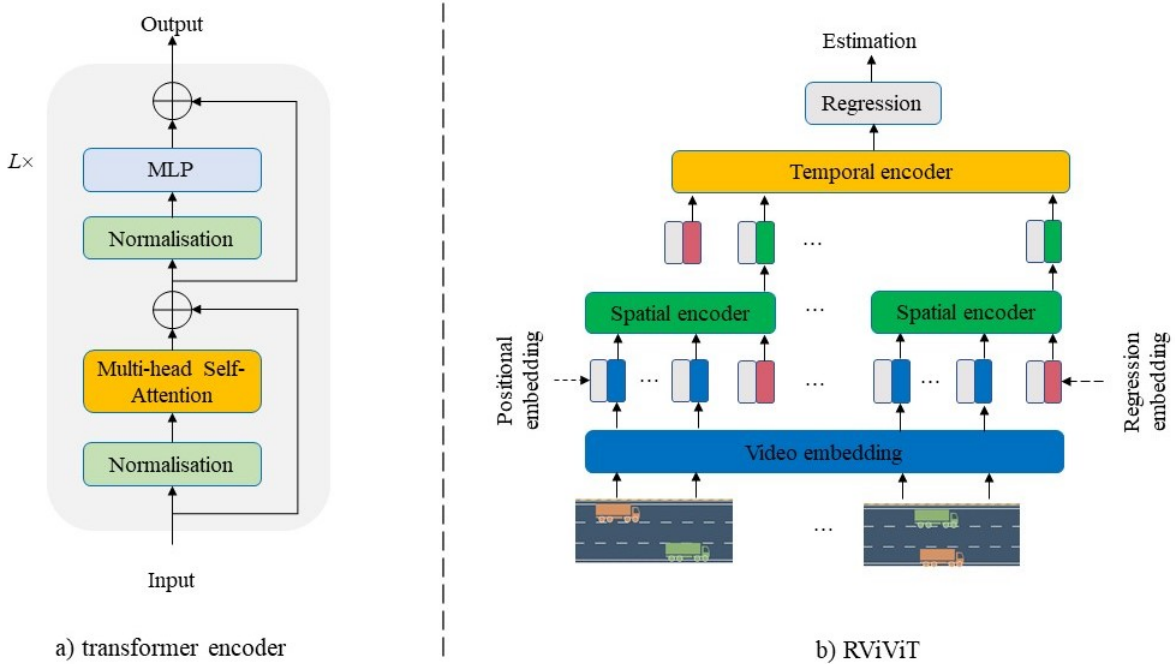 Output
L×
MLP
Normalisation
Multi-head Self-
Attention
Normalisation
Input
a) transformer encoder
Estimation
Regression
Temporal encoder
...
Spatial encoder
...
Spatial encoder
Positional
embedding
...
...
...
Regression
embedding
Video embedding
...
b) RViViT